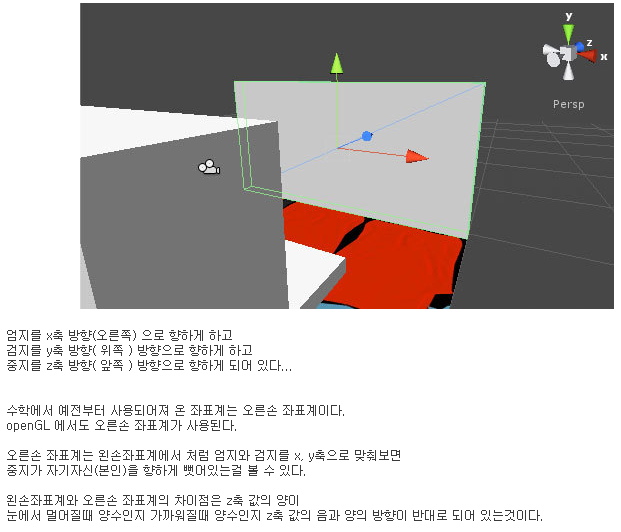 y
z
x
Persp
엄지를 x축 방향(오른쪽) 으로 향하게 하고
검지를 y축 방향( 위쪽 ) 방향으로 향하게 하고
중지를 z축 방향( 앞쪽 ) 방향으로 향하게 되어 있다...
수학에서 예전부터 사용되어져 온 좌표계는 오른손 좌표계이다.
openGL 에서도 오른손 좌표계가 사용된다.
오른손 좌표계는 왼손좌표계에서 처럼 엄지와 검지를 x, y축으로 맞춰보면
중지가 자기자신(본인)을 향하게 뻗어있는걸 볼 수 있다.
왼손좌표계와 오른손 좌표계의 차이점은 z축 값의 양이
눈에서 멀어질때 양수인지 가까워질때 양수인지 z축 값의 음과 양의 방향이 반대로 되어 있는것이다.